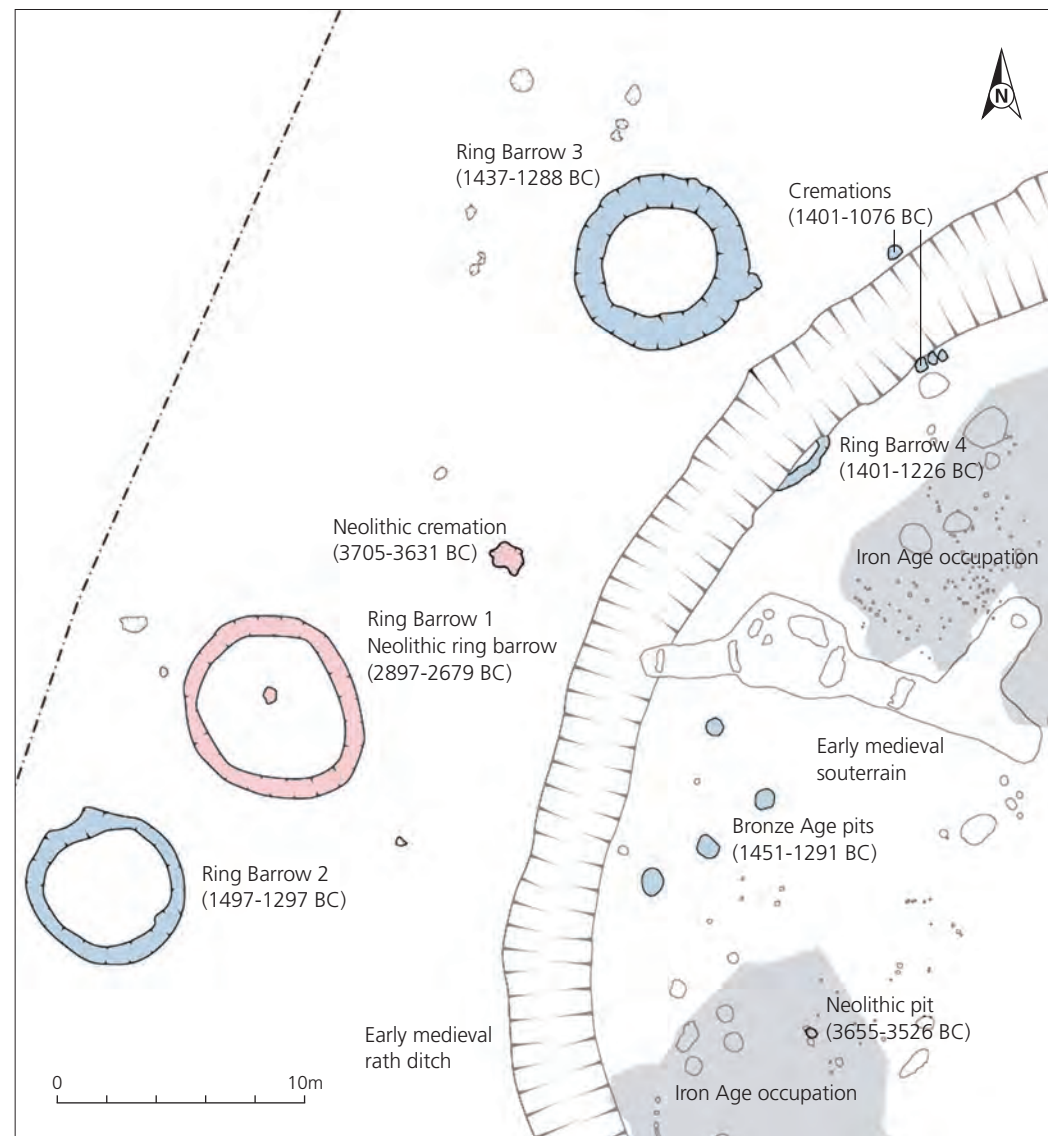 N
Ring Barrow 3
(1437-1288 BC)
Cremations
(1401-1076 BC)
Ring Barrow 4
(1401-1226 BC)
Neolithic cremation
(3705-3631 BC)
Iron Age occupation
Ring Barrow 1
Neolithic ring barrow
(2897-2679 BC)
Early medieval
souterrain
Bronze Age pits
(1451-1291 BC)
Ring Barrow 2
(1497-1297 BC)
Neolithic pit
(3655-3526 BC)
Early medieval
rath ditch
Iron Age occupation
0 10m